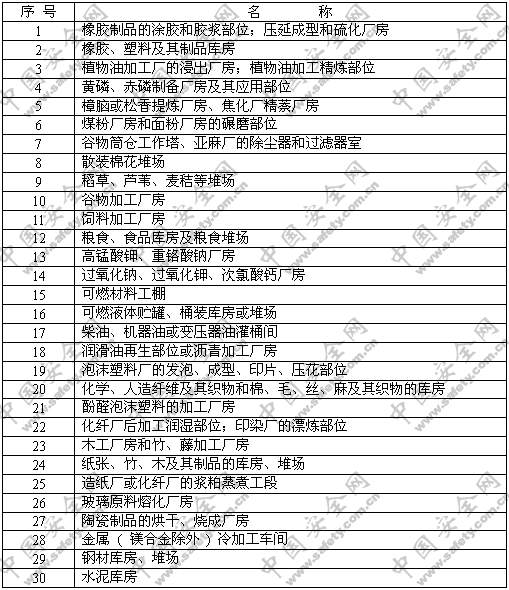 序 号 名 称
1 橡胶制品的涂胶和胶浆部位；压延成型和硫化厂房
2 橡胶、塑料及其制品库房
3 植物油加工厂的浸出厂房；植物油加工精炼部位
4 黄磷、赤磷制备厂房及其应用部位
5 樟脑或松香提炼厂房、焦化厂精萘厂房
6 煤粉厂房和面粉厂房的碾磨部位
7 谷物筒仓工作塔、亚麻厂的除尘器和过滤器室
8 散装棉花堆场
9 稻草、芦苇、麦秸等堆场
10 谷物加工厂房
11 饲料加工厂房
12 粮食、食品库房及粮食堆场
13 高锰酸钾、重铬酸钠厂房
14 过氧化钠、过氧化钾、次氯酸钙厂房
15 可燃材料工棚
16 可燃液体贮罐、桶装库房或堆场
17 柴油、机器油或变压器油灌桶间
18 润滑油再生部位或沥青加工厂房
19 泡沫塑料厂的发泡、成型、印片、压花部位
20 化学、人造纤维及其织物和棉、毛、丝、麻及其织物的库房
21 酚醛泡沫塑料的加工厂房
22 化纤厂后加工润湿部位；印染厂的漂炼部位
23 木工厂房和竹、藤加工厂房
24 纸张、竹、木及其制品的库房、堆场
25 造纸厂或化纤厂的浆粕蒸煮工段
26 玻璃原料熔化厂房
27 陶瓷制品的烘干、烧成厂房
28 金属（镁合金除外）冷加工车间
29 钢材库房、堆场
30 水泥库房
中国安全网
www.safety.com.cn